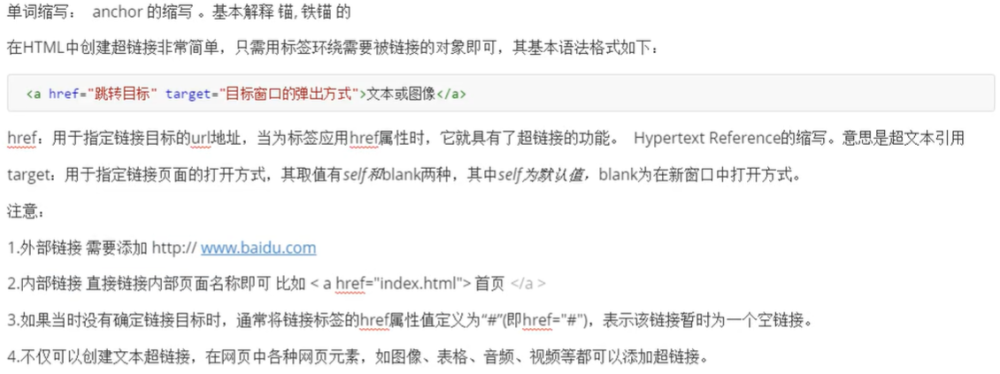 单词缩写： anchor 的缩写 。基本解释 锚, 铁锚 的
在HTML中创建超链接非常简单，只需用标签环绕需要被链接的对象即可，其基本语法格式如下：
<a href="跳转目标" target="目标窗口的弹出方式">文本或图像</a>
href：用于指定链接目标的url地址，当为标签应用href属性时，它就具有了超链接的功能。 Hypertext Reference的缩写。意思是超文本引用
target：用于指定链接页面的打开方式，其取值有self和blank两种，其中self为默认值，blank为在新窗口中打开方式。
注意：
1.外部链接 需要添加 http:// www.baidu.com
2.内部链接 直接链接内部页面名称即可 比如 < a href="index.html"> 首页 </a >
3.如果当时没有确定链接目标时，通常将链接标签的href属性值定义为“#”(即href="#")，表示该链接暂时为一个空链接。
4.不仅可以创建文本超链接，在网页中各种网页元素，如图像、表格、音频、视频等都可以添加超链接。